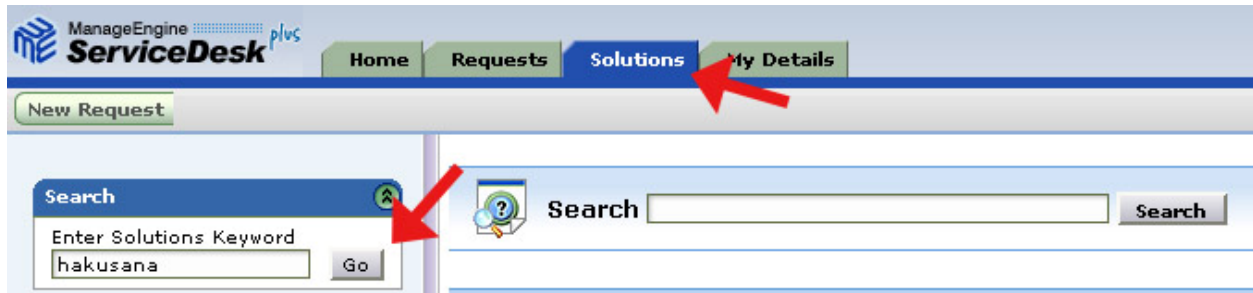 ManageEngine
ServiceDesk plus
Home Requests Solutions My Details
New Request
Search
Enter Solutions Keyword
hakusana Go
Search Search